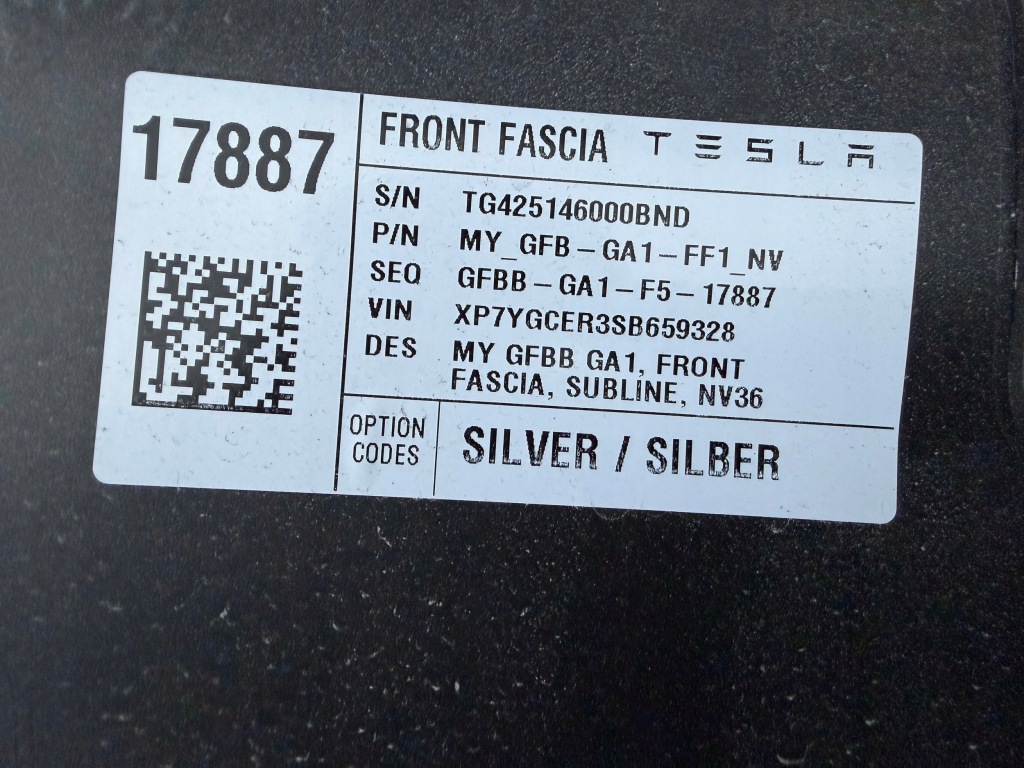 17887
FRONT FASCIA TESLA
S/N TG425146000BND
P/N MY_GFB-GA1-FF1_NV
SEQ GFBB-GA1-F5-17887
VIN XP7YGCER3SB659328
DES MY GFBB GA1, FRONT
FASCIA, SUBLINE, NV36
OPTION CODES SILVER / SILBER